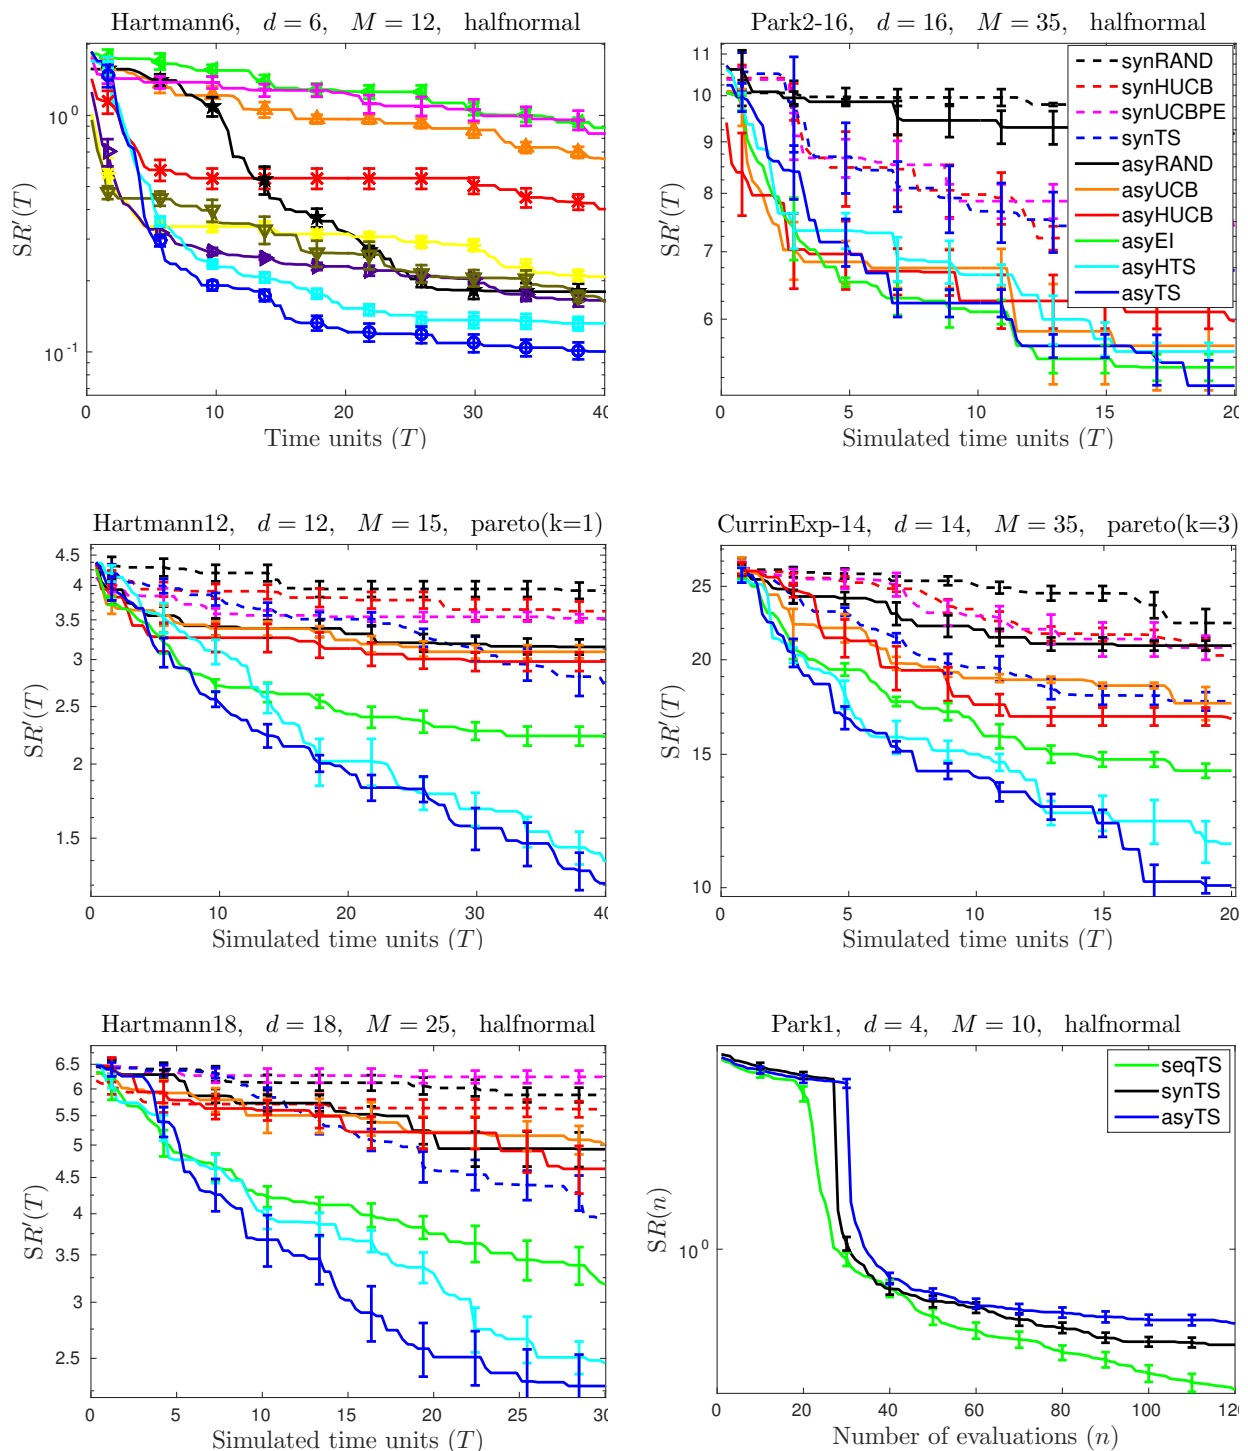 Hartmann6, d = 6, M = 12, halfnormal
SR′(T)
10^0
10^-1
0 10 20 30 40
Time units (T)
Park2-16, d = 16, M = 35, halfnormal
SR′(T)
11
10
9
8
7
6
0 5 10 15 20
Simulated time units (T)
synRAND
synHUCB
synUCBPE
synTS
asyRAND
asyUCB
asyHUCB
asyEI
asyHTS
asyTS
Hartmann12, d = 12, M = 15, pareto(k=1)
SR′(T)
4.5
3.5
3
2.5
2
1.5
0 10 20 30 40
Simulated time units (T)
CurrinExp-14, d = 14, M = 35, pareto(k=3)
SR′(T)
25
20
15
10
0 5 10 15 20
Simulated time units (T)
Hartmann18, d = 18, M = 25, halfnormal
SR′(T)
6.5
6
5.5
5
4.5
4
3.5
3
2.5
0 5 10 15 20 25 30
Simulated time units (T)
Park1, d = 4, M = 10, halfnormal
SR(n)
10^0
0 20 40 60 80 100 120
Number of evaluations (n)
seqTS
synTS
asyTS